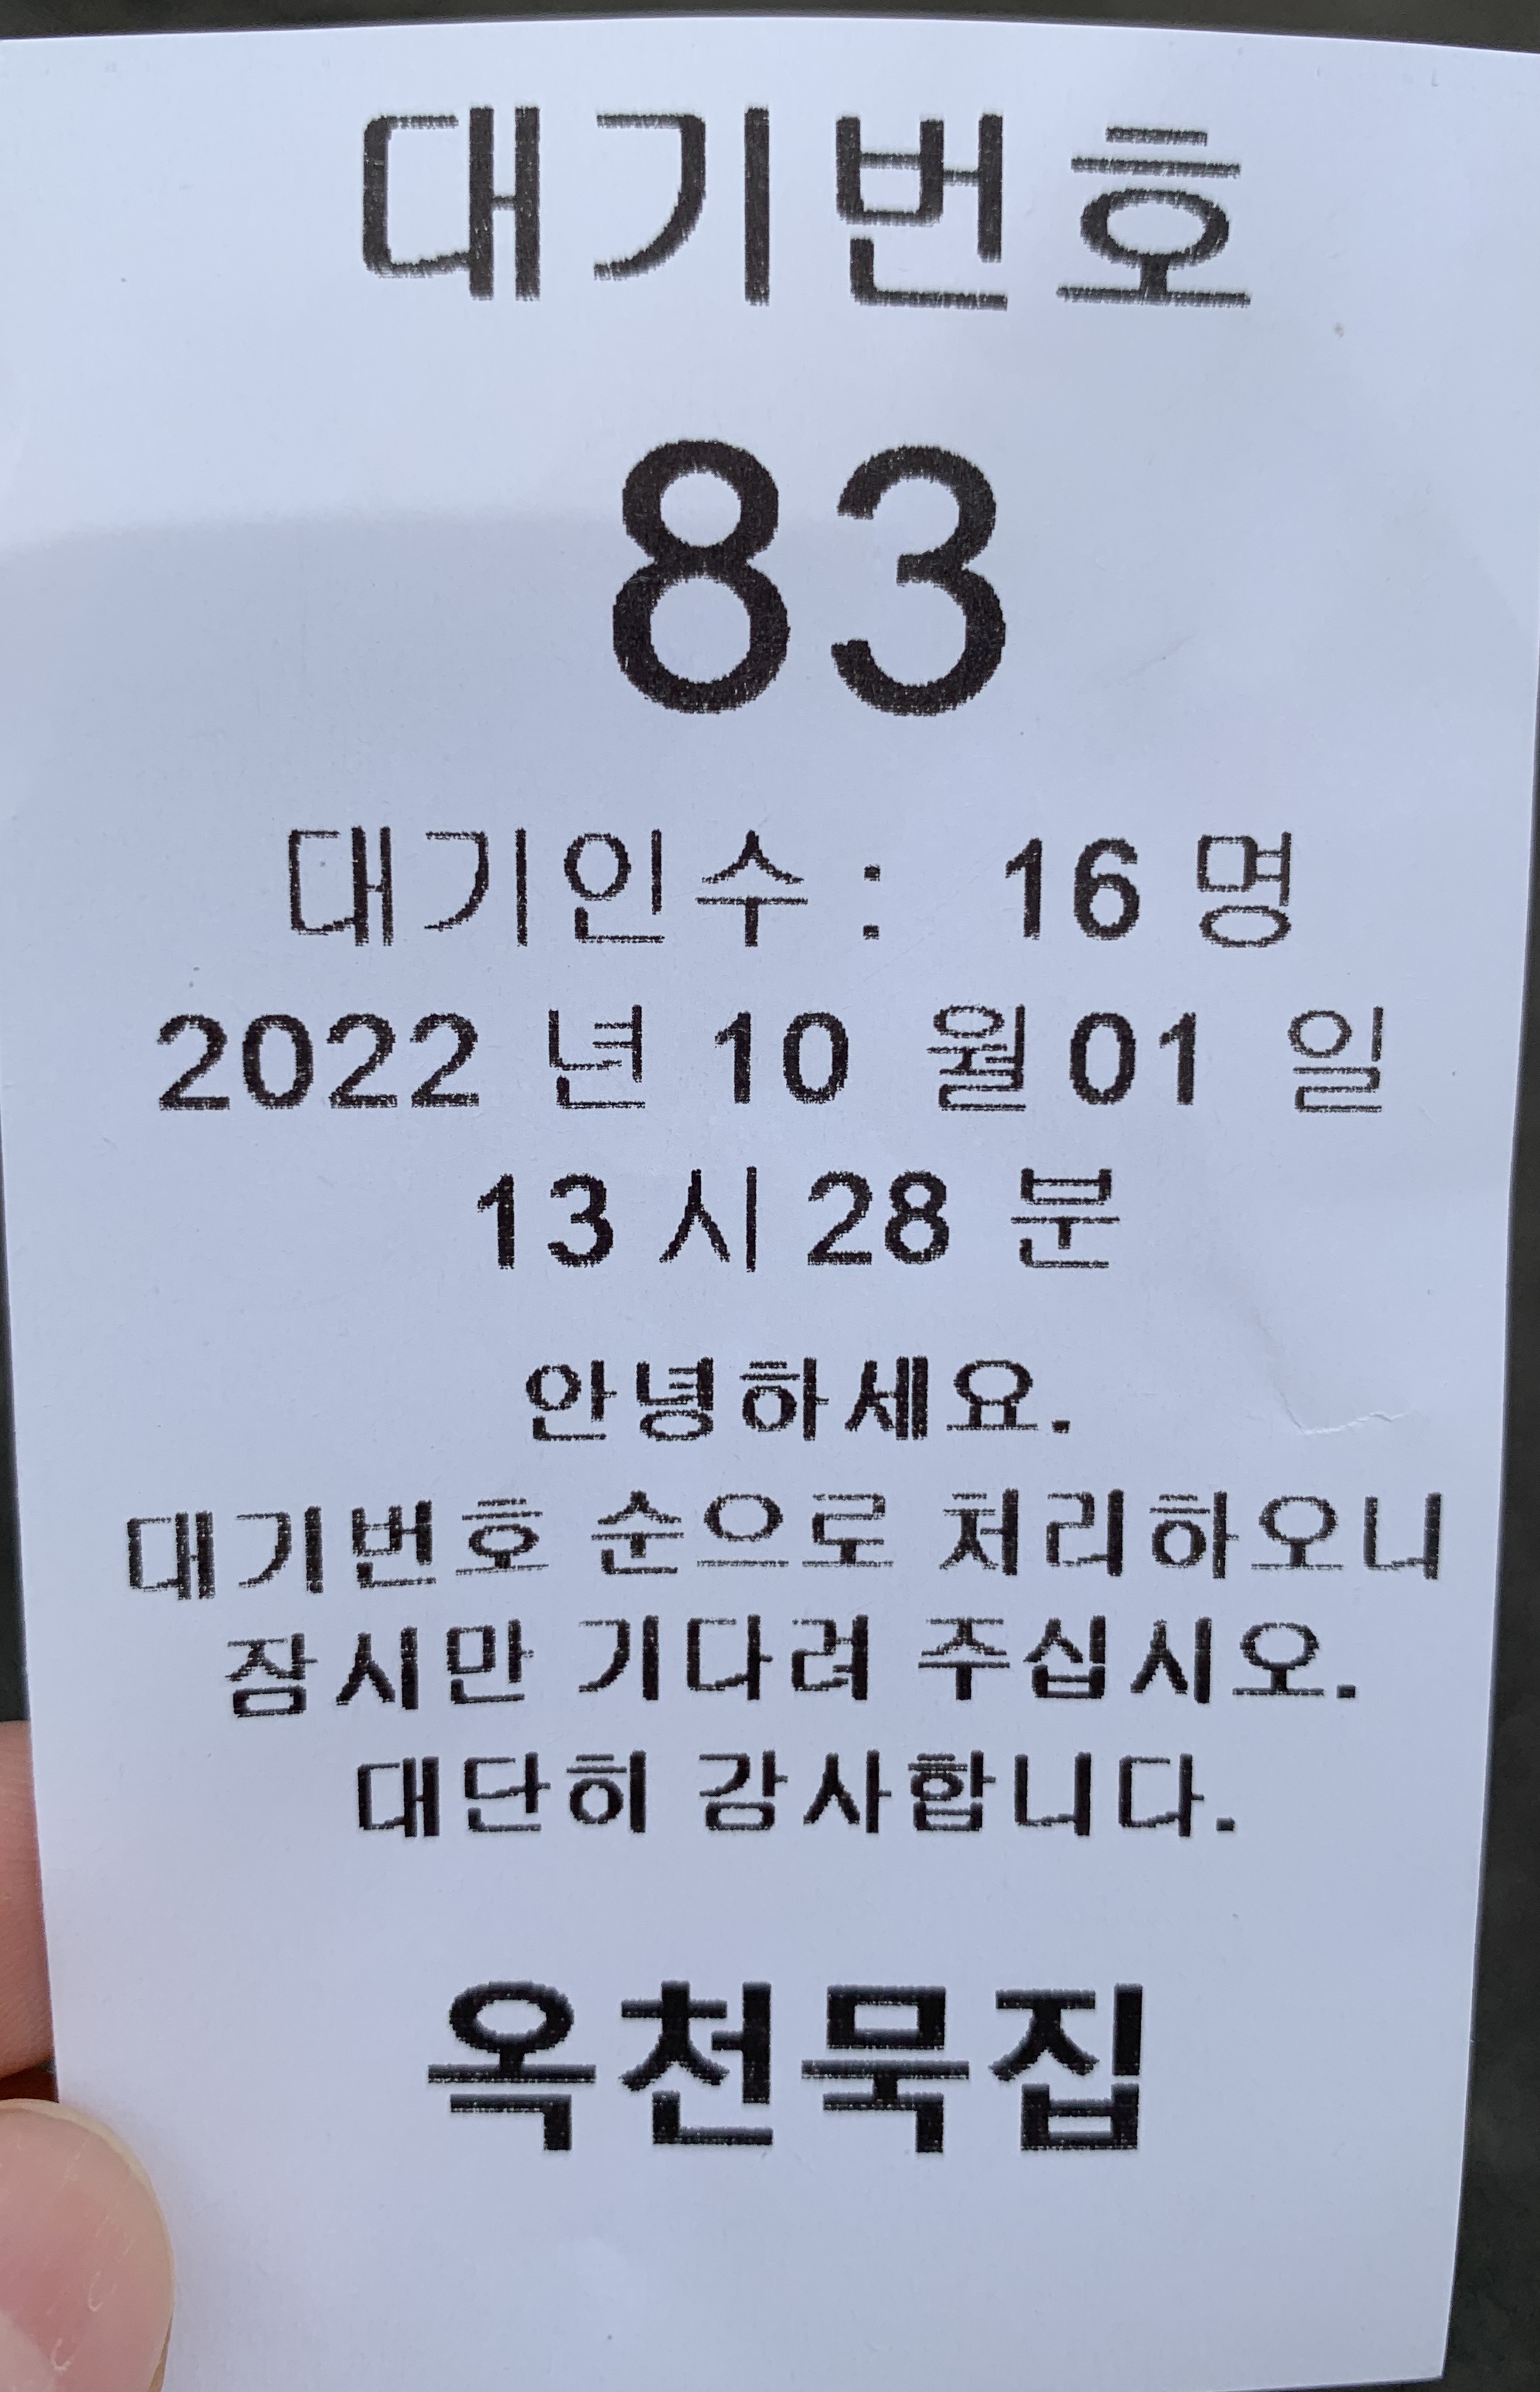 대기번호
83
대기인수 : 16 명
2022 년 10 월 01 일
13 시 28 분
안녕하세요.
대기번호 순으로 처리하오니
잠시만 기다려 주십시오.
대단히 감사합니다.
옥천묵집